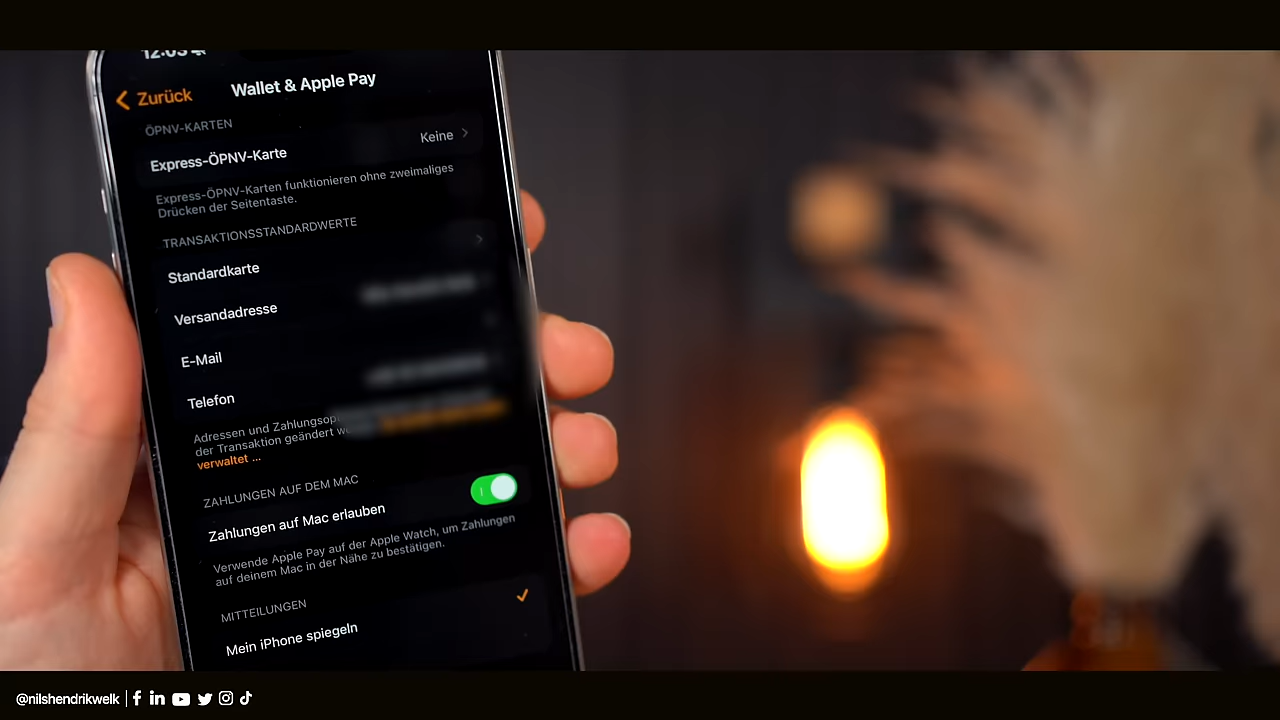 12:03
Zurück
Wallet & Apple Pay
ÖPNV-KARTEN
Express-ÖPNV-Karte
Keine
Express-ÖPNV-Karten funktionieren ohne zweimaliges
Drücken der Seitentaste.
TRANSAKTIONSSTANDARDWERTE
Standardkarte
Versandadresse
E-Mail
Telefon
Adressen und
der Transaktion geändert
verwaltet ...
ZAHLUNGEN AUF DEM MAC
Zahlungen auf Mac erlauben
Verwende Apple Pay auf der Apple Watch, um Zahlungen
auf deinem Mac in der Nähe zu bestätigen.
MITTEILUNGEN
Mein iPhone spiegeln
@nilshendrikwelk